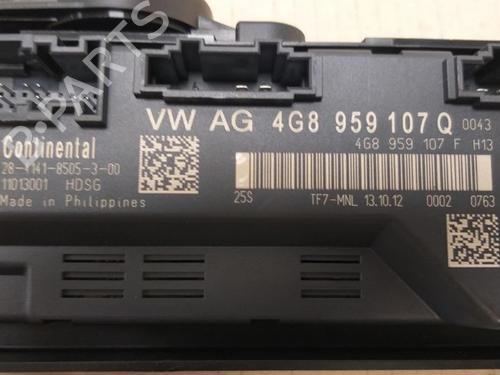 VW AG 4G8 959 107 Q 0043
4G8 959 107 F H13
Continental
28-4141-8505-3-00
11013001 HDSG
Made in Philippines
25S TF7-MNL 13.10.12 0002 0763
B-PARTS